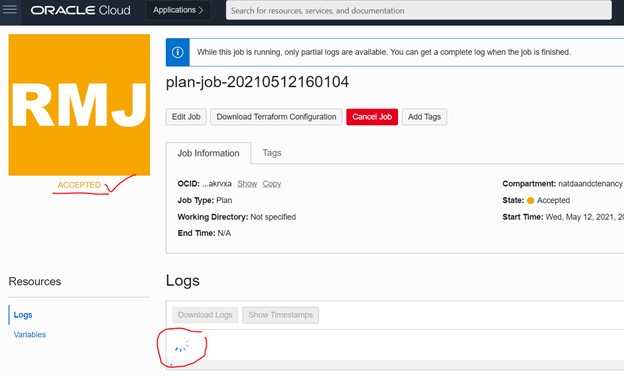 ORACLE Cloud
Applications >
Search for resources, services, and documentation
RMJ
ACCEPTED
While this job is running, only partial logs are available. You can get a complete log when the job is finished.
plan-job-20210512160104
Edit Job Download Terraform Configuration Cancel Job Add Tags
Job Information Tags
OCID: ...akrvxa Show Copy
Job Type: Plan
Working Directory: Not specified
End Time: N/A
Compartment: natdaandctenancy
State: Accepted
Start Time: Wed, May 12, 2021, 20
Resources
Logs
Variables
Logs
Download Logs Show Timestamps